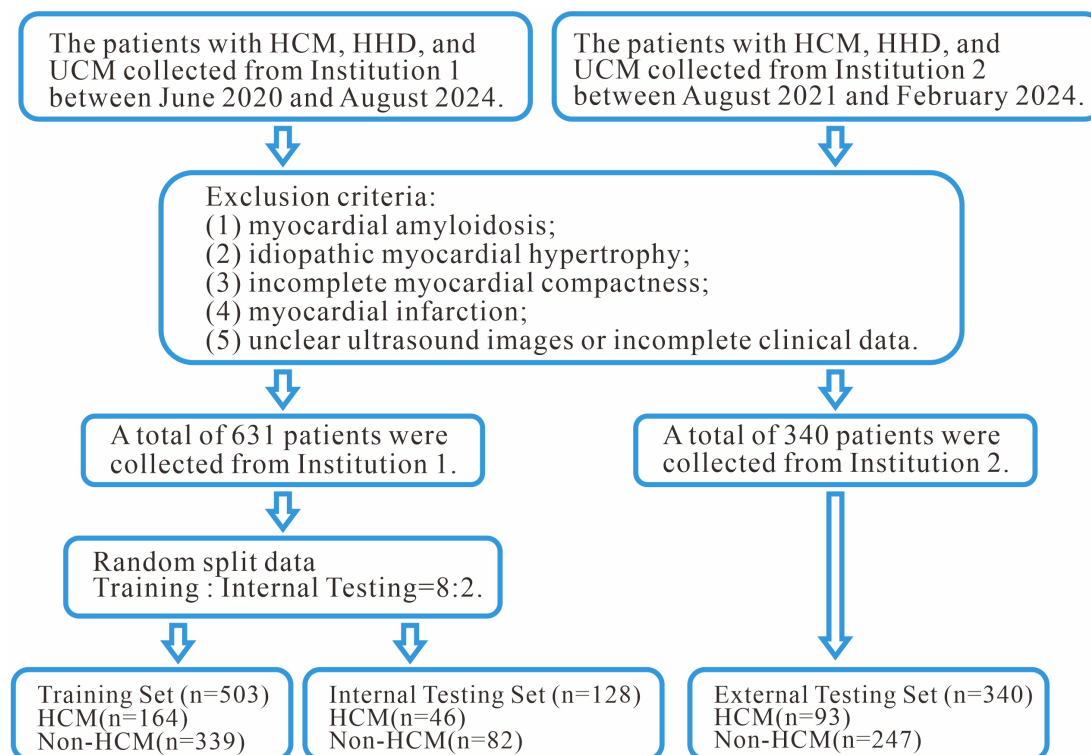 The patients with HCM, HHD, and
UCM collected from Institution 1
between June 2020 and August 2024.
The patients with HCM, HHD, and
UCM collected from Institution 2
between August 2021 and February 2024.
Exclusion criteria:
(1) myocardial amyloidosis;
(2) idiopathic myocardial hypertrophy;
(3) incomplete myocardial compactness;
(4) myocardial infarction;
(5) unclear ultrasound images or incomplete clinical data.
A total of 631 patients were
collected from Institution 1.
A total of 340 patients were
collected from Institution 2.
Random split data
Training : Internal Testing=8:2.
Training Set (n=503)
HCM(n=164)
Non-HCM(n=339)
Internal Testing Set (n=128)
HCM(n=46)
Non-HCM(n=82)
External Testing Set (n=340)
HCM(n=93)
Non-HCM(n=247)